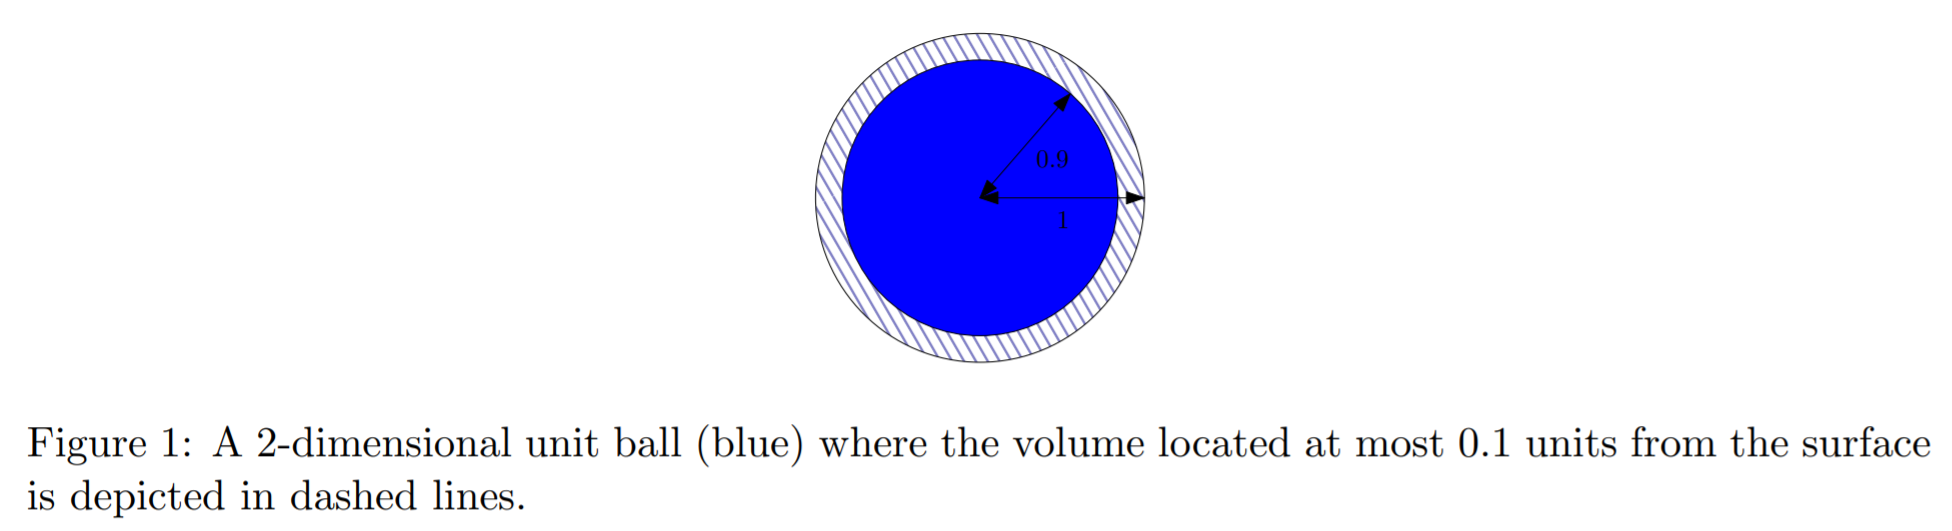 0.9
1
Figure 1: A 2-dimensional unit ball (blue) where the volume located at most 0.1 units from the surface
is depicted in dashed lines.